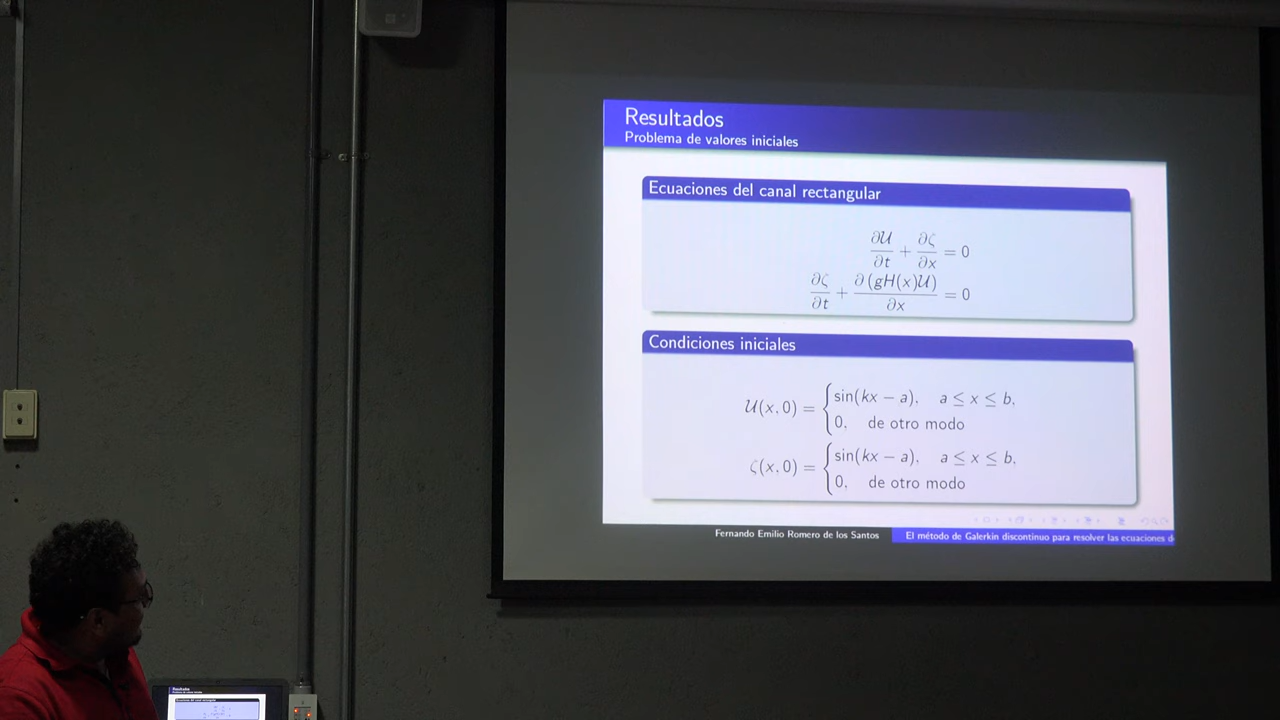 Resultados
Problema de valores iniciales
Ecuaciones del canal rectangular
∂𝒰/∂t + ∂ζ/∂x = 0
∂ζ/∂t + ∂(gH(x)𝒰)/∂x = 0
Condiciones iniciales
𝒰(x, 0) = { sin(kx − a), a ≤ x ≤ b,
0, de otro modo
ζ(x, 0) = { sin(kx − a), a ≤ x ≤ b,
0, de otro modo
Fernando Emilio Romero de los Santos
El método de Galerkin discontinuo para resolver las ecuaciones d
Resultados